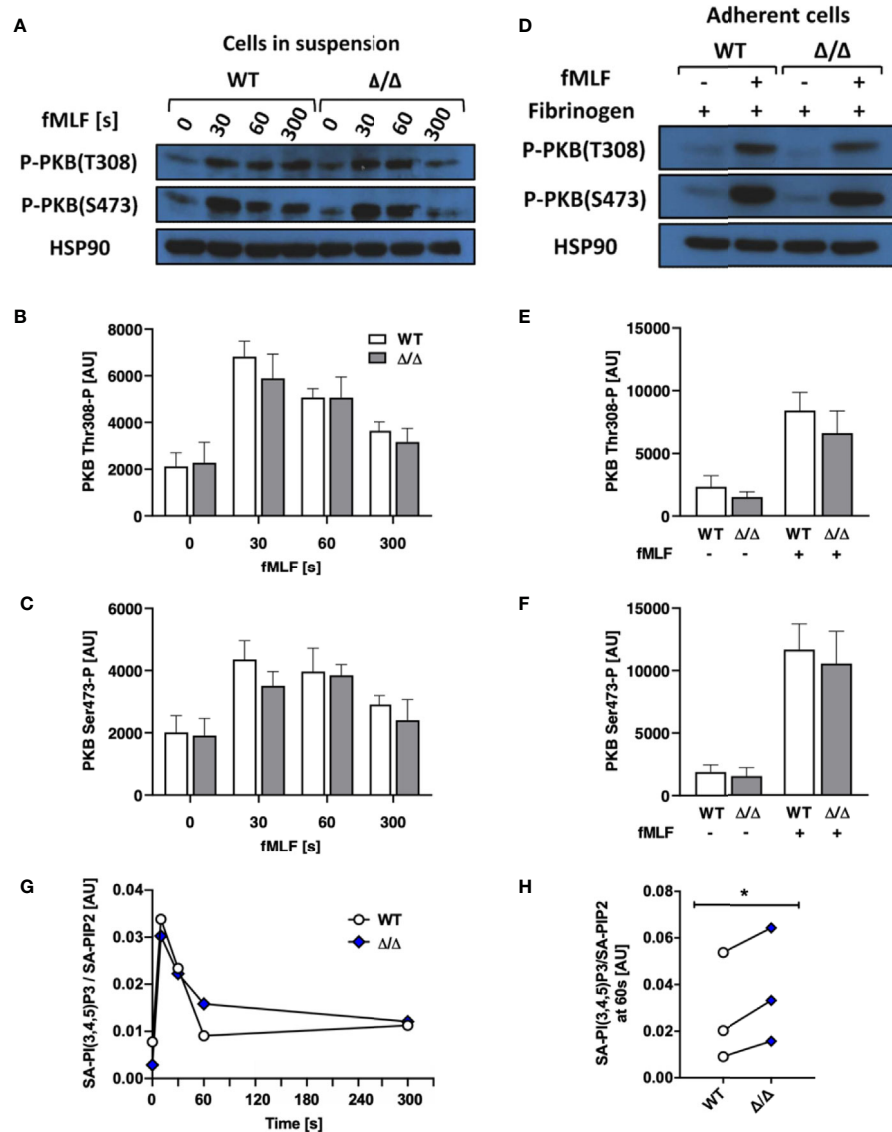 A
Cells in suspension
WT Δ/Δ
fMLF [s] 0 30 60 300 0 30 60 300
P-PKB(T308)
P-PKB(S473)
HSP90
D
Adherent cells
WT Δ/Δ
fMLF - + - +
Fibrinogen + + + +
P-PKB(T308)
P-PKB(S473)
HSP90
B
PKB Thr308-P [AU]
8000
6000
4000
2000
0
WT
Δ/Δ
0 30 60 300
fMLF [s]
E
PKB Thr308-P [AU]
15000
10000
5000
0
WT Δ/Δ WT Δ/Δ
fMLF - - + +
C
PKB Ser473-P [AU]
6000
4000
2000
0
0 30 60 300
fMLF [s]
F
PKB Ser473-P [AU]
15000
10000
5000
0
WT Δ/Δ WT Δ/Δ
fMLF - - + +
G
SA-PI(3,4,5)P3 / SA-PIP2 [AU]
0.04
0.03
0.02
0.01
0.00
WT
Δ/Δ
0 60 120 180 240 300
Time [s]
H
SA-PI(3,4,5)P3/SA-PIP2
at 60s [AU]
0.08
0.06
0.04
0.02
0.00
*
WT Δ/Δ